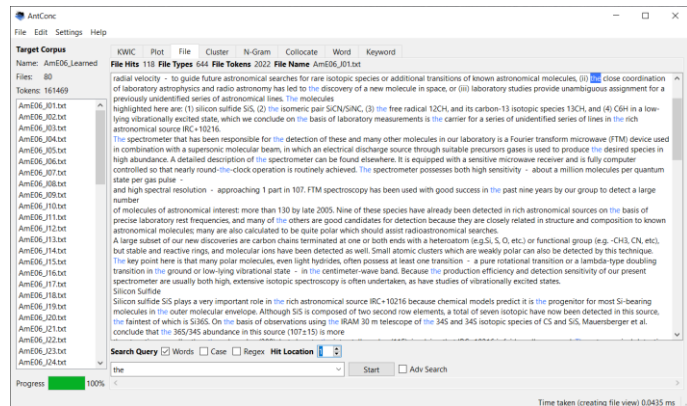 AntConc
File Edit Settings Help
Target Corpus
Name: AmE06_Learned
Files: 80
Tokens: 161469
AmE06_J01.txt
AmE06_J02.txt
AmE06_J03.txt
AmE06_J04.txt
AmE06_J05.txt
AmE06_J06.txt
AmE06_J07.txt
AmE06_J08.txt
AmE06_J09.txt
AmE06_J10.txt
AmE06_J11.txt
AmE06_J12.txt
AmE06_J13.txt
AmE06_J14.txt
AmE06_J15.txt
AmE06_J16.txt
AmE06_J17.txt
AmE06_J18.txt
AmE06_J19.txt
AmE06_J20.txt
AmE06_J21.txt
AmE06_J22.txt
AmE06_J23.txt
AmE06_J24.txt
Progress 100%
KWIC Plot File Cluster N-Gram Collocate Word Keyword
File Hits 118 File Types 644 File Tokens 2022 File Name AmE06_J01.txt
radial velocity - to guide future astronomical searches for rare isotopic species or additional transitions of known astronomical molecules, (ii) the close coordination
of laboratory astrophysics and radio astronomy has led to the discovery of a new molecule in space, or (iii) laboratory studies provide unambiguous assignment for a
previously unidentified series of astronomical lines. The molecules
highlighted here are: (1) silicon sulfide SiS, (2) the isomeric pair SiCN/SiNC, (3) the free radical 12CH, and its carbon-13 isotopic species 13CH, and (4) C6H in a low-
lying vibrationally excited state, which we conclude on the basis of laboratory measurements is the carrier for a series of unidentified series of lines in the rich
astronomical source IRC+10216.
The spectrometer that has been responsible for the detection of these and many other molecules in our laboratory is a Fourier transform microwave (FTM) device used
in combination with a supersonic molecular beam, in which an electrical discharge source through suitable precursors gases is used to produce the desired species in
high abundance. A detailed description of the spectrometer can be found elsewhere. It is equipped with a sensitive microwave receiver and is fully computer
controlled so that nearly round-the-clock operation is routinely achieved. The spectrometer possesses both high sensitivity - about a million molecules per quantum
state per gas pulse -
and high spectral resolution - approaching 1 part in 107. FTM spectroscopy has been used with good success in the past nine years by our group to detect a large
number
of molecules of astronomical interest: more than 130 by late 2005. Nine of these species have already been detected in rich astronomical sources on the basis of
precise laboratory rest frequencies, and many of the others are good candidates for detection because they are closely related in structure and composition to known
astronomical molecules; many are also calculated to be quite polar which should assist radioastronomical searches.
A large subset of our new discoveries are carbon chains terminated at one or both ends with a heteroatom (e.g.Si, S, O, etc.) or functional group (e.g. -CH3, CN, etc),
but stable and reactive rings, and molecular ions have been detected as well. Small atomic clusters which are weakly polar can also be detected by this technique.
The key point here is that many polar molecules, even light hydrides, often possess at least one transition - a pure rotational transition or a lambda-type doubling
transition in the ground or low-lying vibrational state - in the centimeter-wave band. Because the production efficiency and detection sensitivity of our present
spectrometer are usually both high, extensive isotopic spectroscopy is often undertaken, as have studies of vibrationally excited states.
Silicon Sulfide
Silicon sulfide SiS plays a very important role in the rich astronomical source IRC+10216 because chemical models predict it is the progenitor for most Si-bearing
molecules in the outer molecular envelope. Although SiS is composed of two second row elements, a total of seven isotopic have now been detected in this source,
the faintest of which is Si36S. On the basis of observations using the IRAM 30 m telescope of the 34S and 34S isotopic species of CS and SiS, Mauersberger et al.
conclude that the 36S/34S abundance in this source (107±15) is more
Search Query Words Case Regex Hit Location 1
the Start Adv Search
Time taken (creating file view) 0.0435 ms